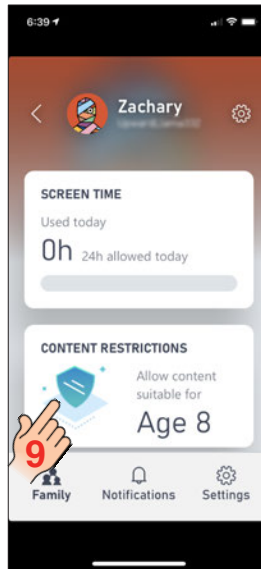 6:39
Zachary
SCREEN TIME
Used today
0h 24h allowed today
CONTENT RESTRICTIONS
Allow content
suitable for
Age 8
9
Family Notifications Settings